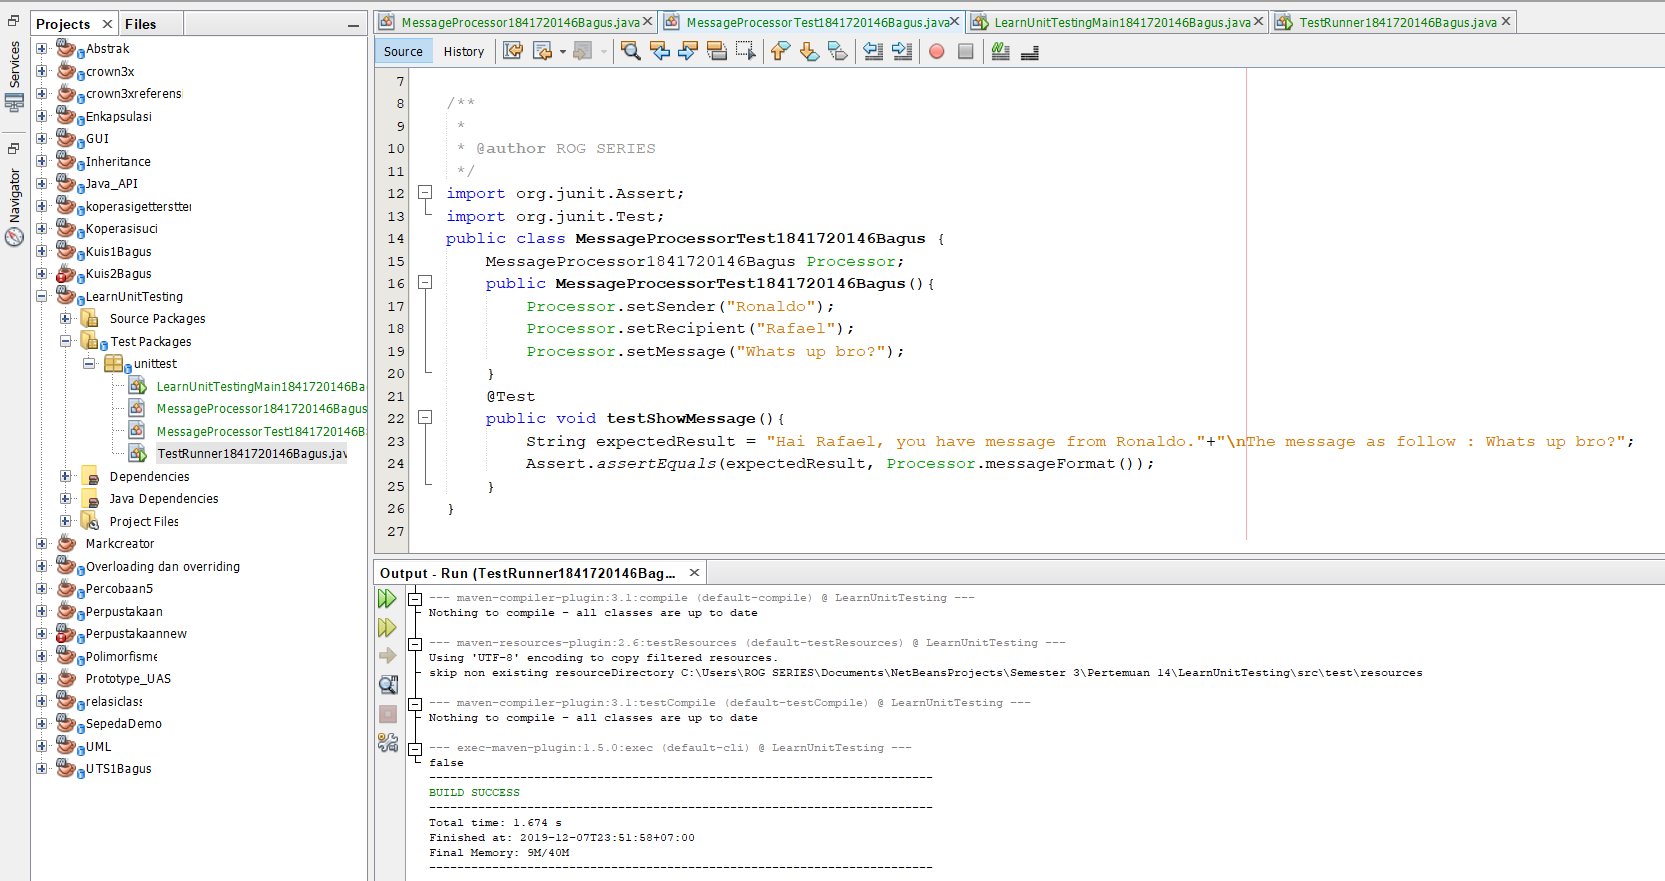 Services
Navigator
Projects
Files
Abstrak
crown3x
crown3xreferensi
Enkapsulasi
GUI
Inheritance
Java_API
koperasigetterstter
Koperasisuci
Kuis1Bagus
Kuis2Bagus
LearnUnitTesting
Source Packages
Test Packages
unittest
LearnUnitTestingMain1841720146Ba
MessageProcessor1841720146Bagus
MessageProcessorTest1841720146B
TestRunner1841720146Bagus.jav
Dependencies
Java Dependencies
Project Files
Markcreator
Overloading dan overriding
Percobaan5
Perpustakaan
Perpustakaannew
Polimorfisme
Prototype_UAS
relasiclass
SepedaDemo
UML
UTS1Bagus
MessageProcessor1841720146Bagus.java
MessageProcessorTest1841720146Bagus.java
LearnUnitTestingMain1841720146Bagus.java
TestRunner1841720146Bagus.java
Source
History
7
8 /**
9 *
10 * @author ROG SERIES
11 */
12 import org.junit.Assert;
13 import org.junit.Test;
14 public class MessageProcessorTest1841720146Bagus {
15 MessageProcessor1841720146Bagus Processor;
16 public MessageProcessorTest1841720146Bagus(){
17 Processor.setSender("Ronaldo");
18 Processor.setRecipient("Rafael");
19 Processor.setMessage("Whats up bro?");
20 }
21 @Test
22 public void testShowMessage(){
23 String expectedResult = "Hai Rafael, you have message from Ronaldo."+"\nThe message as follow : Whats up bro?";
24 Assert.assertEquals(expectedResult, Processor.messageFormat());
25 }
26 }
27
Output - Run (TestRunner1841720146Bag...
--- maven-compiler-plugin:3.1:compile (default-compile) @ LearnUnitTesting ---
Nothing to compile - all classes are up to date
--- maven-resources-plugin:2.6:testResources (default-testResources) @ LearnUnitTesting ---
Using 'UTF-8' encoding to copy filtered resources.
skip non existing resourceDirectory C:\Users\ROG SERIES\Documents\NetBeansProjects\Semester 3\Pertemuan 14\LearnUnitTesting\src\test\resources
--- maven-compiler-plugin:3.1:testCompile (default-testCompile) @ LearnUnitTesting ---
Nothing to compile - all classes are up to date
--- exec-maven-plugin:1.5.0:exec (default-cli) @ LearnUnitTesting ---
false
------------------------------------------------------------------------
BUILD SUCCESS
------------------------------------------------------------------------
Total time: 1.674 s
Finished at: 2019-12-07T23:51:58+07:00
Final Memory: 9M/40M
------------------------------------------------------------------------